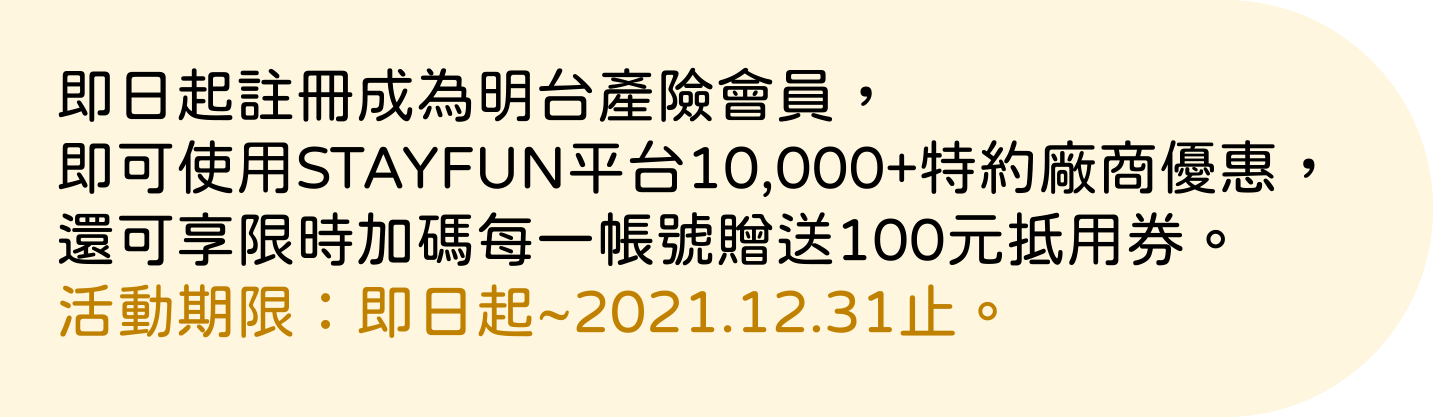 即日起註冊成為明台產險會員，
即可使用STAYFUN平台10,000+特約廠商優惠，
還可享限時加碼每一帳號贈送100元抵用券。
活動期限：即日起~2021.12.31止。